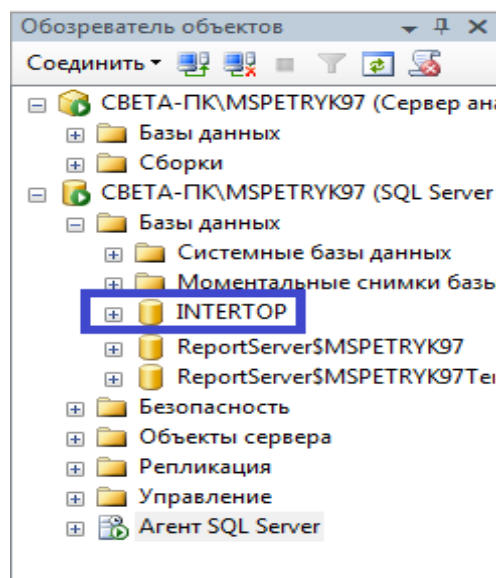 Обозреватель объектов
Соединить
СВЕТА-ПК\MSPETRYK97 (Сервер ана
Базы данных
Сборки
СВЕТА-ПК\MSPETRYK97 (SQL Server
Базы данных
Системные базы данных
Моментальные снимки базы
INTERTOP
ReportServer$MSPETRYK97
ReportServer$MSPETRYK97Te
Безопасность
Объекты сервера
Репликация
Управление
Агент SQL Server